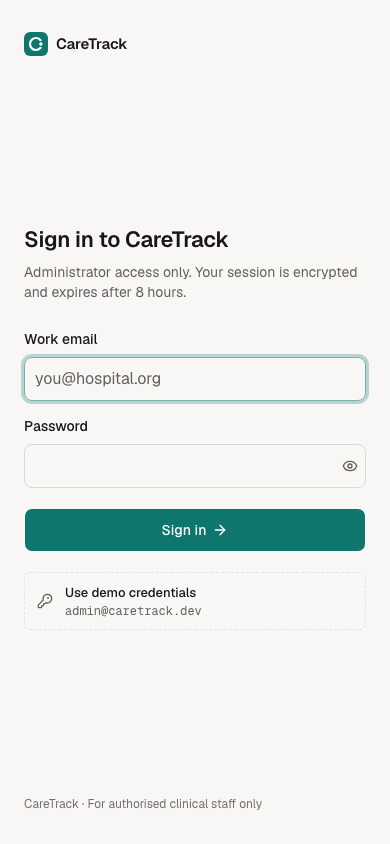 CareTrack
Sign in to CareTrack
Administrator access only. Your session is encrypted
and expires after 8 hours.
Work email
you@hospital.org
Password
Sign in →
Use demo credentials
admin@caretrack.dev
CareTrack · For authorised clinical staff only